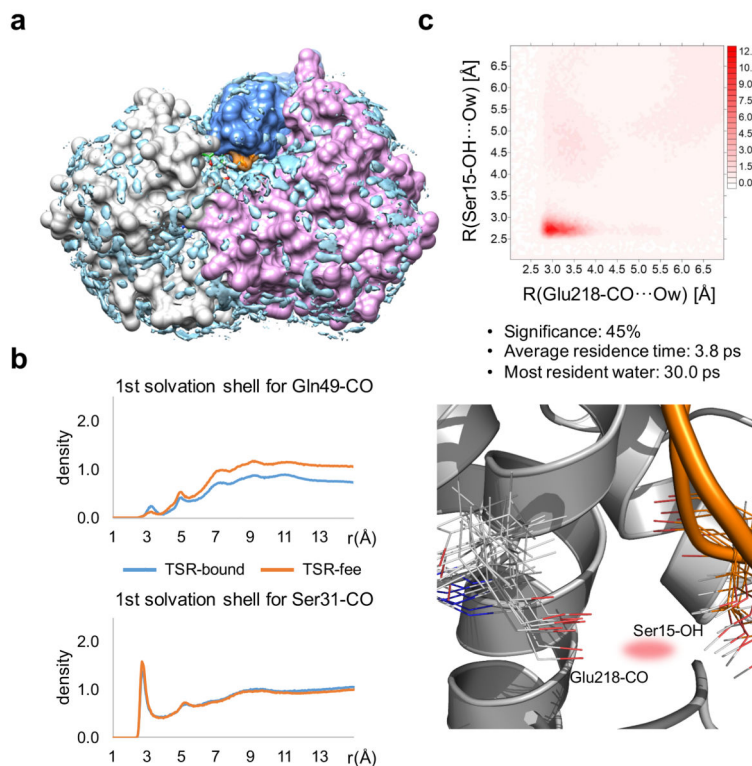 a
b
1st solvation shell for Gln49-CO
density
2.0
1.0
0.0
1 3 5 7 9 11 13 r(Å)
TSR-bound TSR-fee
1st solvation shell for Ser31-CO
density
2.0
1.0
0.0
1 3 5 7 9 11 13 r(Å)
c
R(Ser15-OH···Ow) [Å]
6.5
6.0
5.5
5.0
4.5
4.0
3.5
3.0
2.5
2.5 3.0 3.5 4.0 4.5 5.0 5.5 6.0 6.5
R(Glu218-CO···Ow) [Å]
9.0
7.5
6.0
4.5
3.0
1.5
0.0
• Significance: 45%
• Average residence time: 3.8 ps
• Most resident water: 30.0 ps
Ser15-OH
Glu218-CO